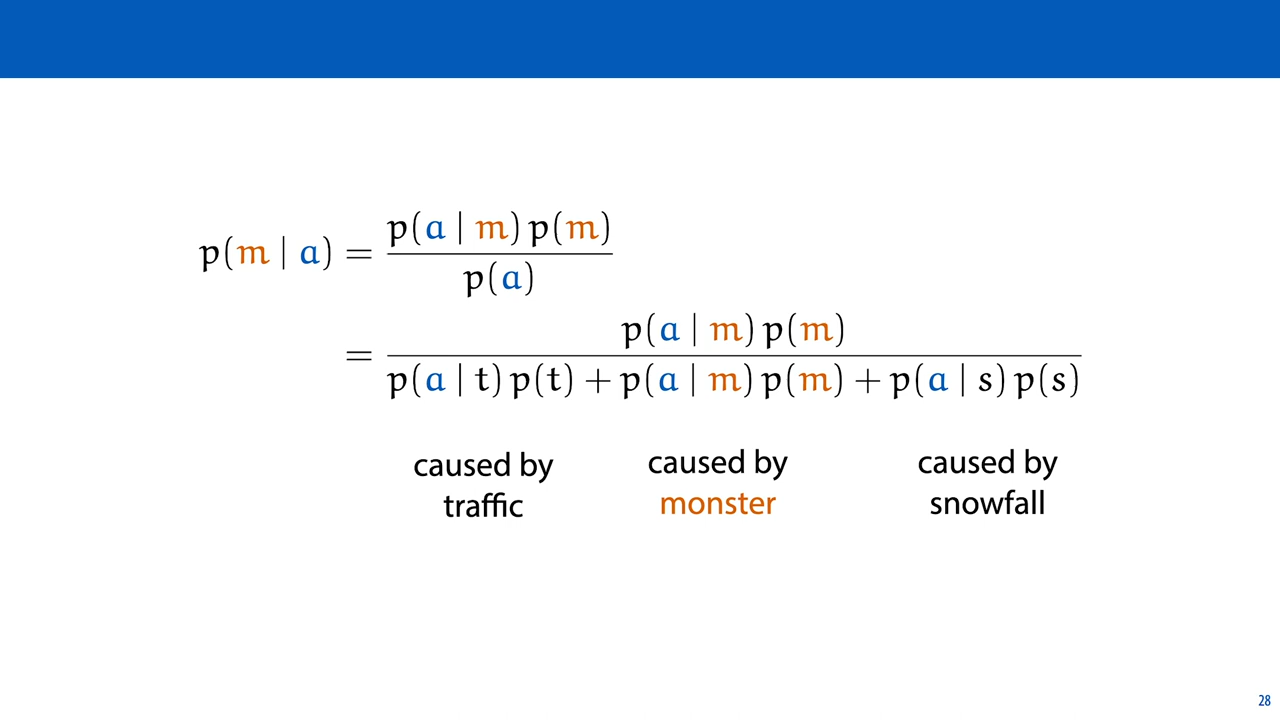 p(m | a) = p(a | m) p(m) / p(a)
= p(a | m) p(m) / p(a | t) p(t) + p(a | m) p(m) + p(a | s) p(s)
caused by traffic
caused by monster
caused by snowfall
28